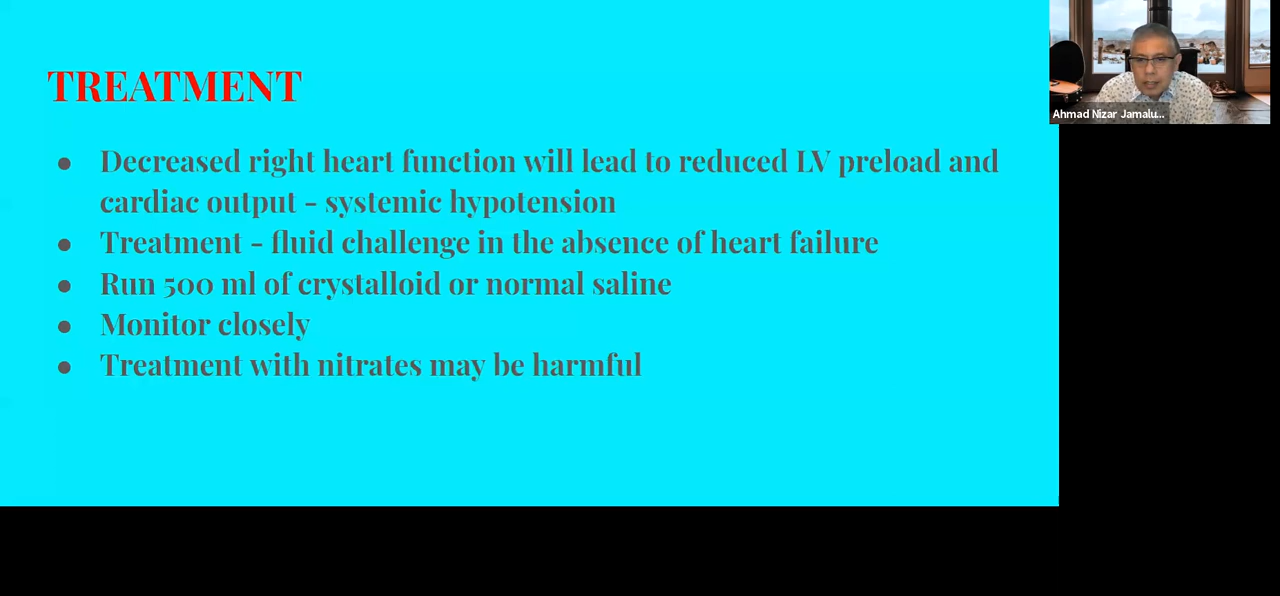 TREATMENT
● Decreased right heart function will lead to reduced LV preload and
cardiac output - systemic hypotension
● Treatment - fluid challenge in the absence of heart failure
● Run 500 ml of crystalloid or normal saline
● Monitor closely
● Treatment with nitrates may be harmful
Ahmad Nizar Jamalu...